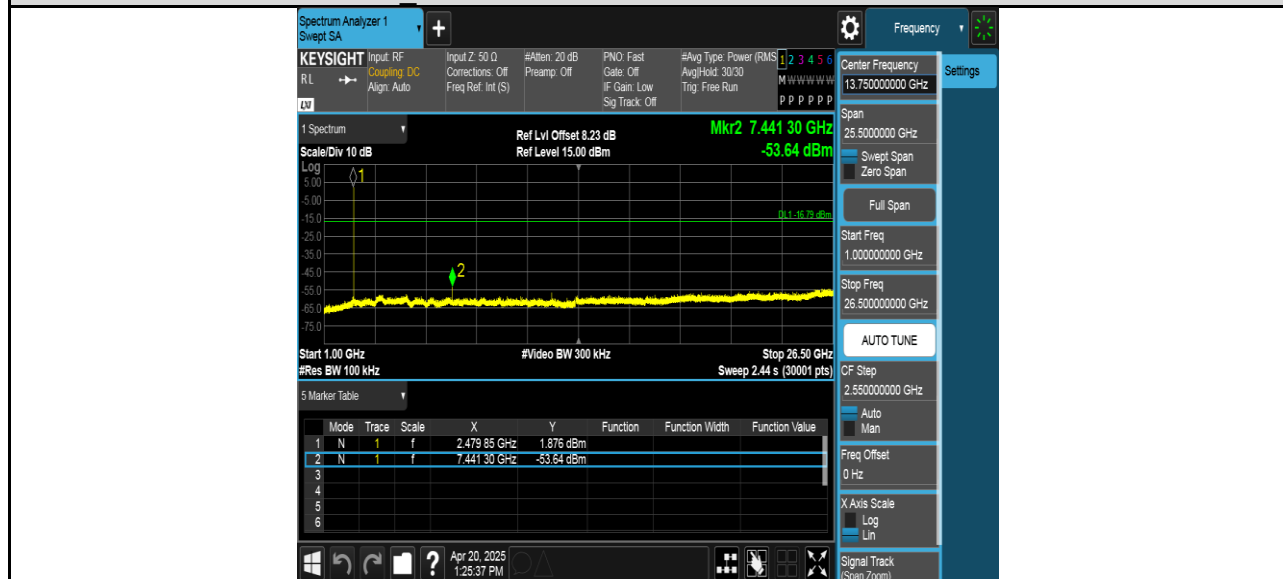 Spectrum Analyzer 1
Swept SA
+
Frequency
KEYSIGHT
RL
LXI
Input: RF
Coupling: DC
Align: Auto
Input Z: 50 Ω
Corrections: Off
Freq Ref: Int (S)
#Atten: 20 dB
Preamp: Off
PNO: Fast
Gate: Off
IF Gain: Low
Sig Track: Off
#Avg Type: Power (RMS
Avg|Hold: 30/30
Trig: Free Run
1 2 3 4 5 6
M W W W W W
P P P P P P
1 Spectrum
Scale/Div 10 dB
Ref Lvl Offset 8.23 dB
Ref Level 15.00 dBm
Mkr2 7.441 30 GHz
-53.64 dBm
Log
5.00
-5.00
-15.0
-25.0
-35.0
-45.0
-55.0
-65.0
-75.0
1
2
DL1 -16.79 dBm
Start 1.00 GHz
#Res BW 100 kHz
#Video BW 300 kHz
Stop 26.50 GHz
Sweep 2.44 s (30001 pts)
5 Marker Table
Mode Trace Scale X Y Function Function Width Function Value
1 N 1 f 2.479 85 GHz 1.876 dBm
2 N 1 f 7.441 30 GHz -53.64 dBm
3
4
5
6
?
Apr 20, 2025
1:25:37 PM
Center Frequency
13.750000000 GHz
Settings
Span
25.5000000 GHz
Swept Span
Zero Span
Full Span
Start Freq
1.000000000 GHz
Stop Freq
26.500000000 GHz
AUTO TUNE
CF Step
2.550000000 GHz
Auto
Man
Freq Offset
0 Hz
X Axis Scale
Log
Lin
Signal Track
(Span Zoom)